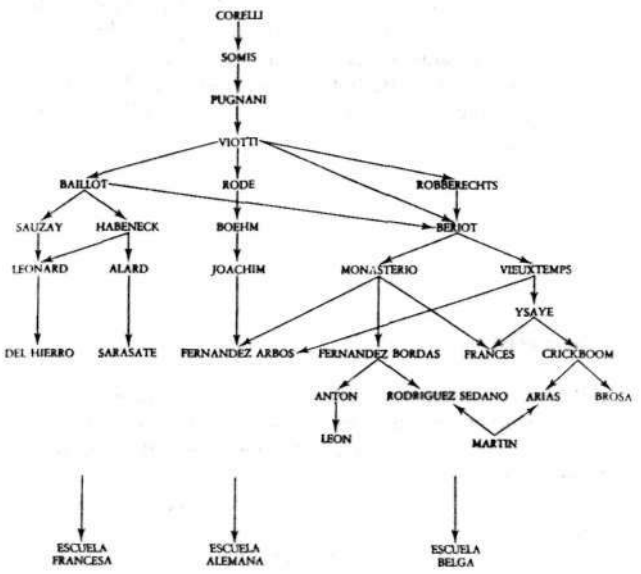 CORELLI
SOMIS
PUGNANI
VIOTTI
BAILLOT RODE ROBBERECHTS
SAUZAY HABENECK BOEHM BERIOT
LEONARD ALARD JOACHIM MONASTERIO VIEUXTEMPS
YSAYE
DEL HIERRO SARASATE FERNANDEZ ARBOS FERNANDEZ BORDAS FRANCES CRICKBOOM
ANTON RODRIGUEZ SEDANO ARIAS BROSA
LEON MARTIN
ESCUELA ESCUELA ESCUELA
FRANCESA ALEMANA BELGA